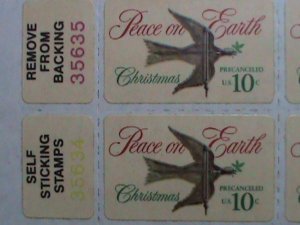 REMOVE
FROM
BACKING
35635
Peace on Earth
Christmas
PRECANCELED
U.S. 10c
SELF
STICKING
STAMPS
35634
Peace on Earth
Christmas
PRECANCELED
U.S. 10c